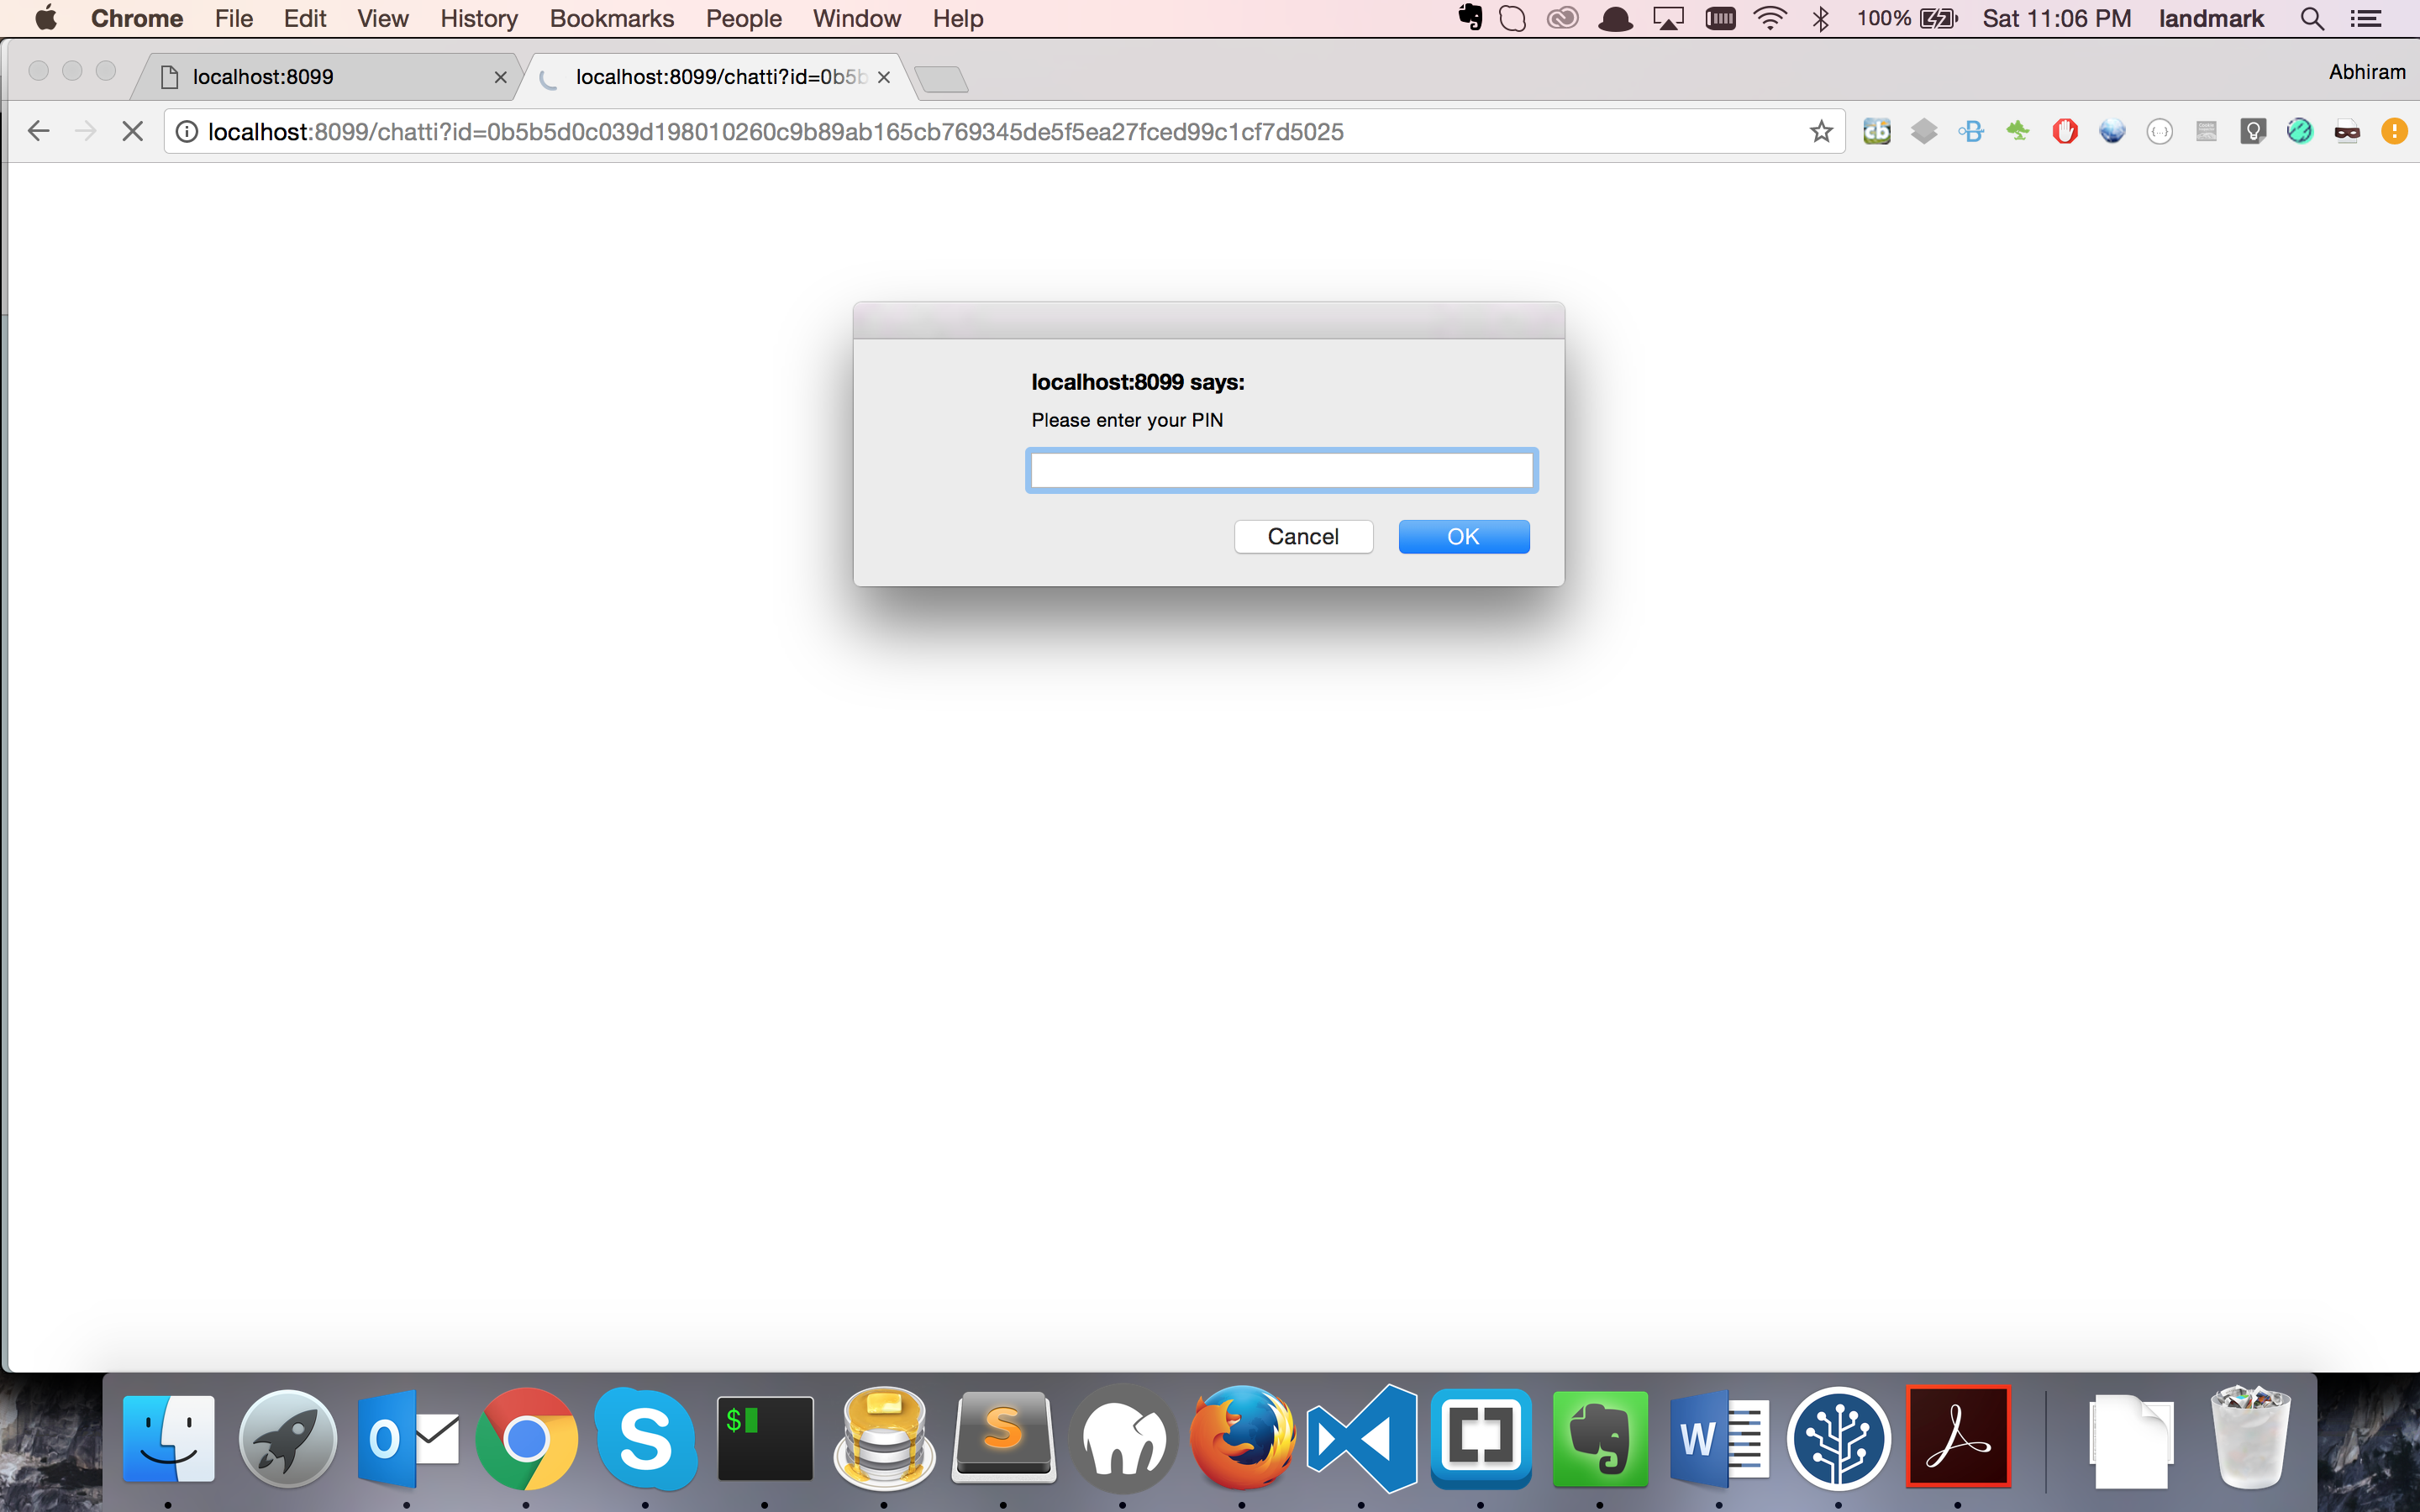 Chrome File Edit View History Bookmarks People Window Help 100% Sat 11:06 PM landmark
localhost:8099 localhost:8099/chatti?id=0b5b Abhiram
localhost:8099/chatti?id=0b5b5d0c039d198010260c9b89ab165cb769345de5f5ea27fced99c1cf7d5025
localhost:8099 says:
Please enter your PIN
Cancel OK